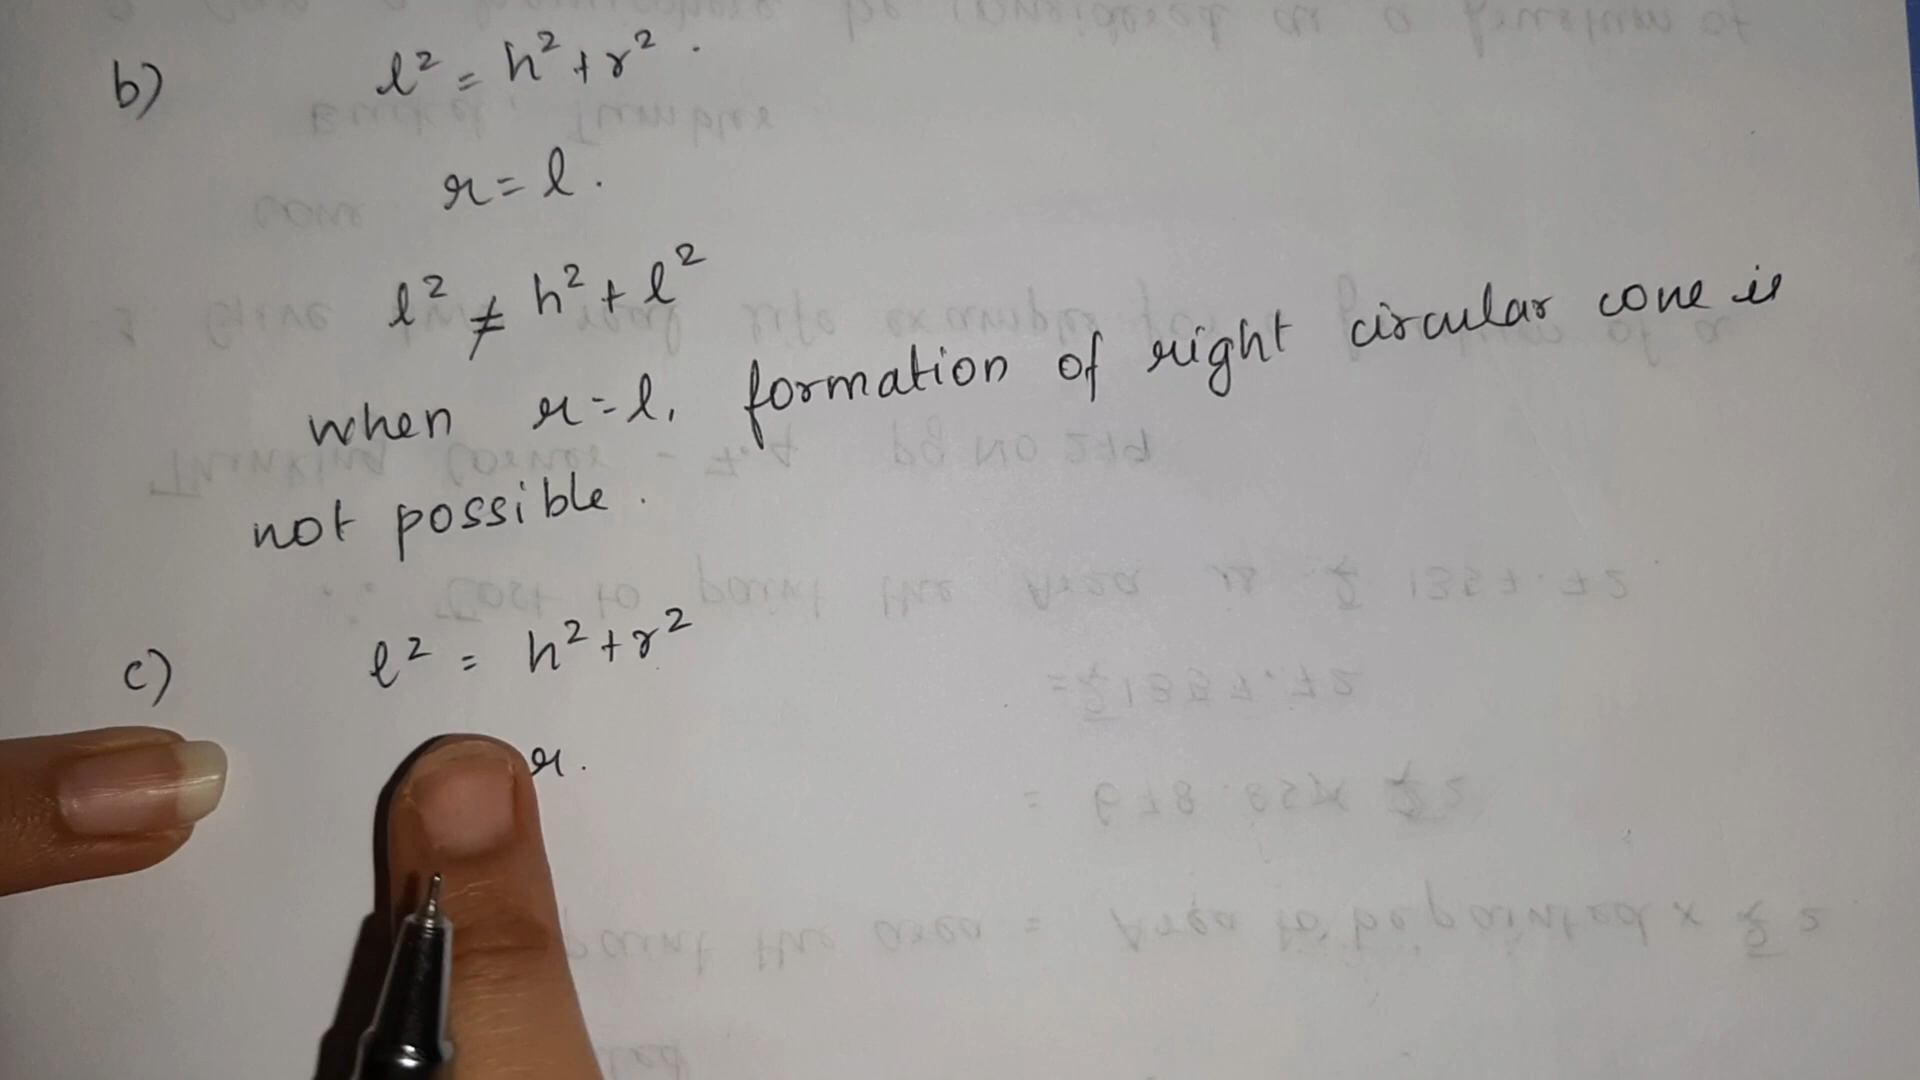 b) l² = h² + r².
r = l.
l² ≠ h² + l²
when r = l, formation of right circular cone is
not possible.
c) l² = h² + r²
r.